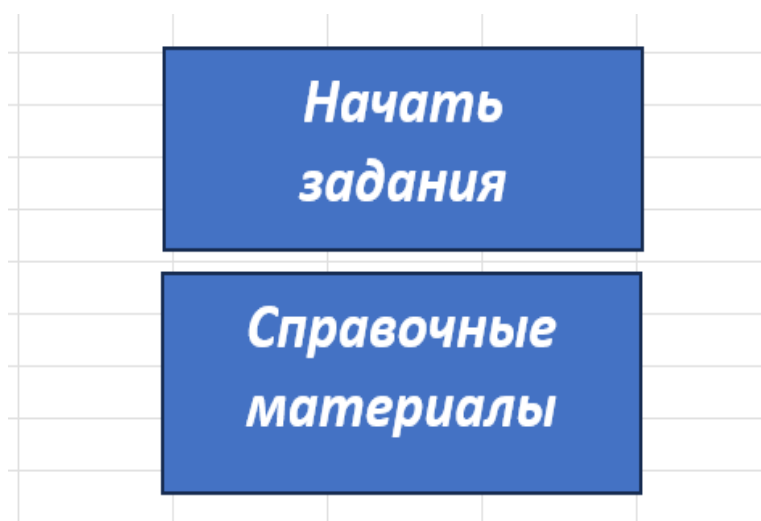 Начать
задания
Справочные
материалы